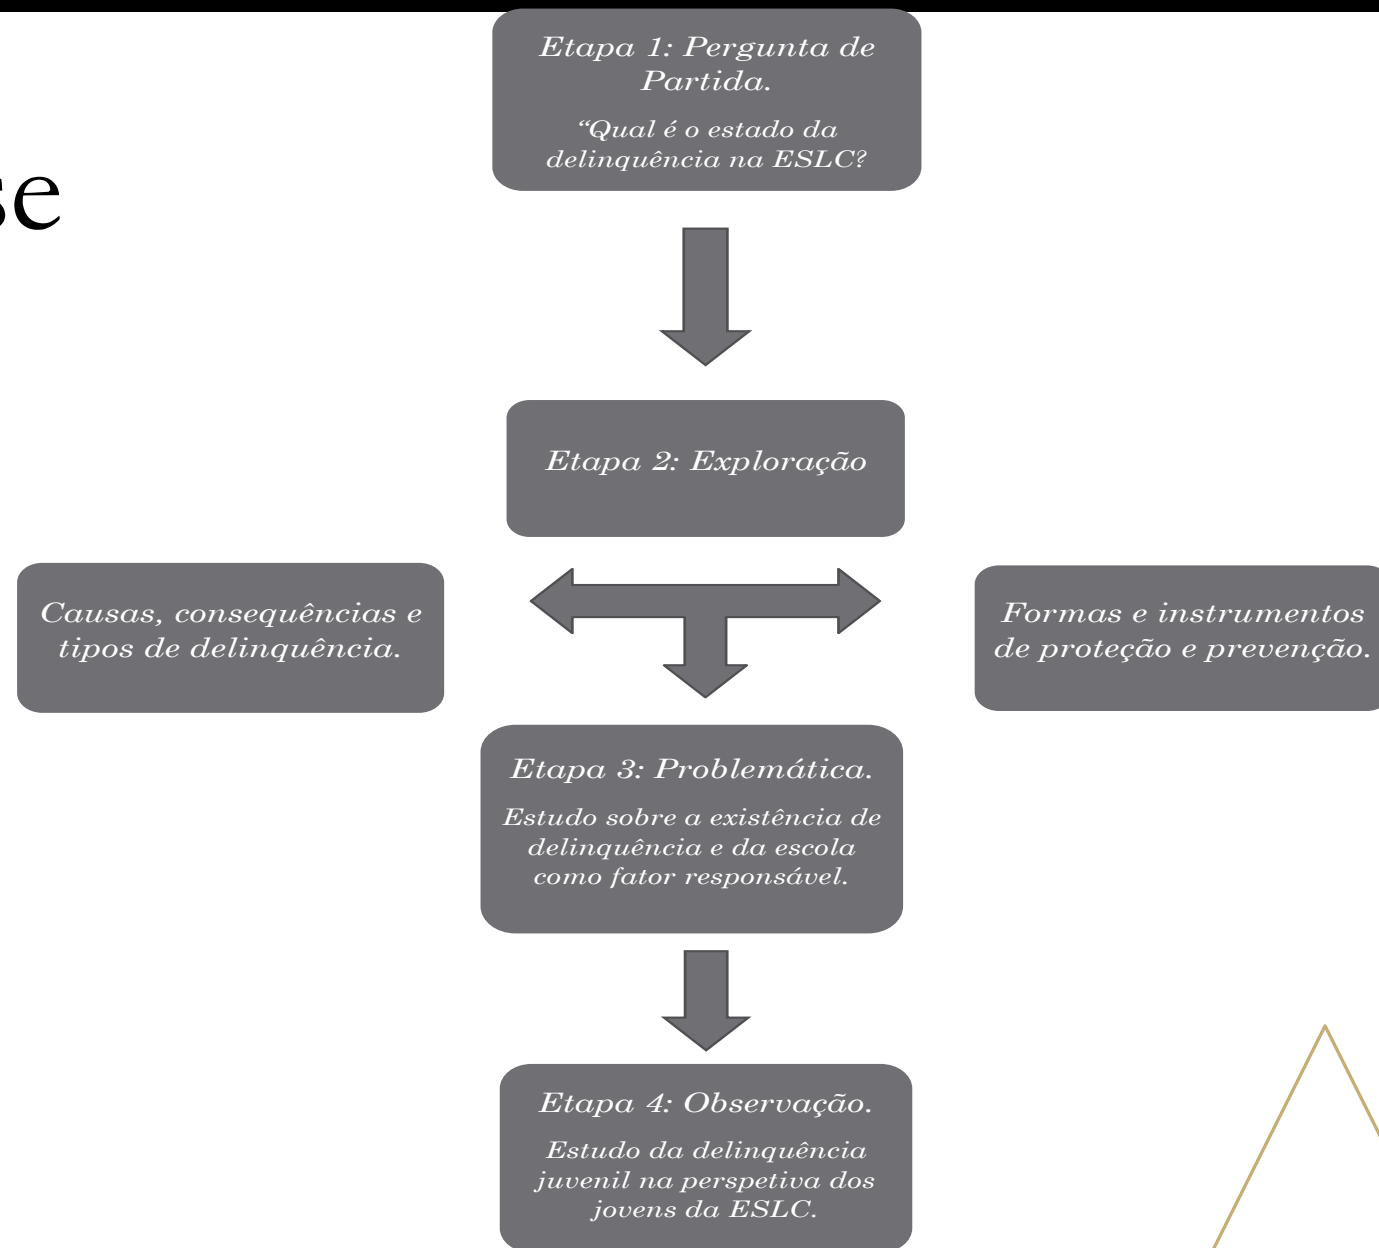 Etapa 1: Pergunta de
Partida.
“Qual é o estado da
delinquência na ESLC?
se
Etapa 2: Exploração
Causas, consequências e
tipos de delinquência.
Formas e instrumentos
de proteção e prevenção.
Etapa 3: Problemática.
Estudo sobre a existência de
delinquência e da escola
como fator responsável.
Etapa 4: Observação.
Estudo da delinquência
juvenil na perspetiva dos
jovens da ESLC.